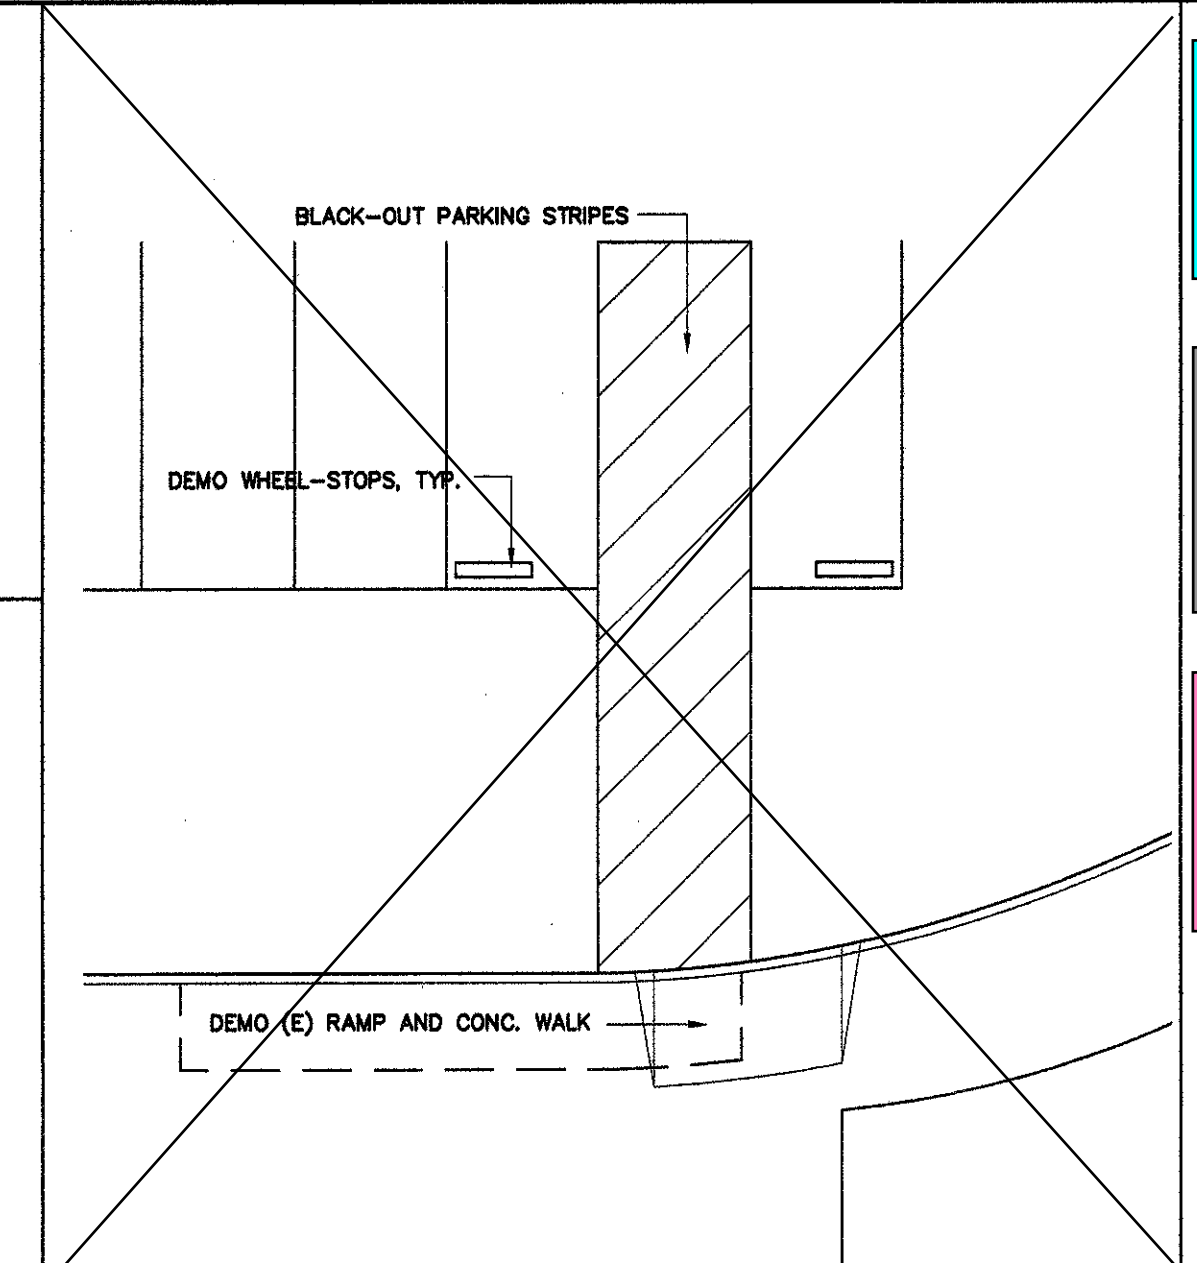 BLACK-OUT PARKING STRIPES
DEMO WHEEL-STOPS, TYP.
DEMO (E) RAMP AND CONC. WALK